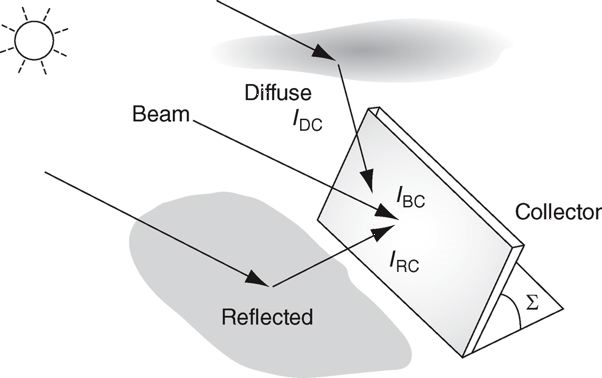 Diffuse
I_DC
Beam
I_BC
Collector
I_RC
Σ
Reflected